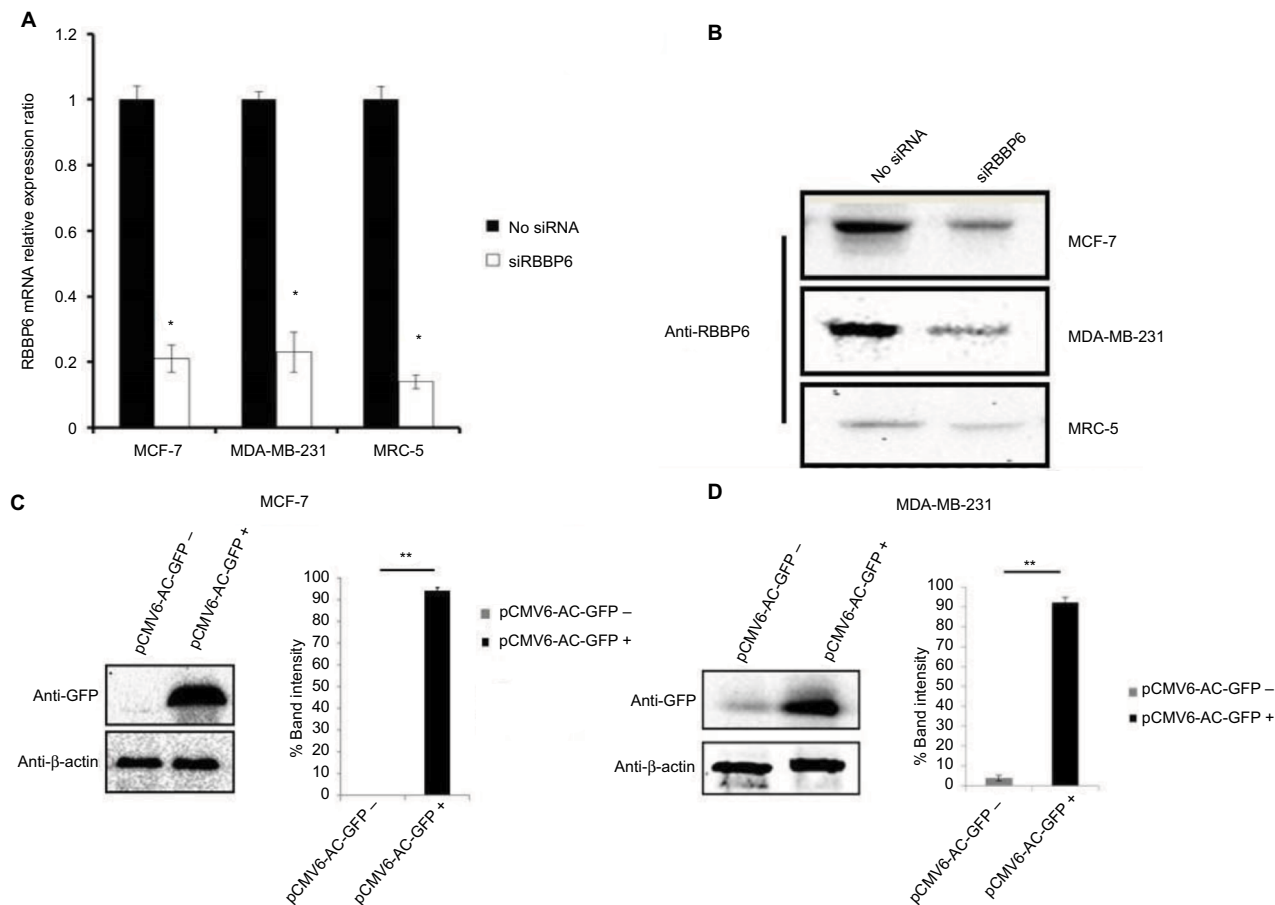 A
RBBP6 mRNA relative expression ratio
1.2
1
0.8
0.6
0.4
0.2
0
*
*
*
MCF-7
MDA-MB-231
MRC-5
No siRNA
siRBBP6
B
No siRNA
siRBBP6
Anti-RBBP6
MCF-7
MDA-MB-231
MRC-5
C
MCF-7
pCMV6-AC-GFP –
pCMV6-AC-GFP +
Anti-GFP
Anti-β-actin
% Band intensity
100
90
80
70
60
50
40
30
20
10
0
**
pCMV6-AC-GFP –
pCMV6-AC-GFP +
pCMV6-AC-GFP –
pCMV6-AC-GFP +
D
MDA-MB-231
pCMV6-AC-GFP –
pCMV6-AC-GFP +
Anti-GFP
Anti-β-actin
% Band intensity
100
90
80
70
60
50
40
30
20
10
0
**
pCMV6-AC-GFP –
pCMV6-AC-GFP +
pCMV6-AC-GFP –
pCMV6-AC-GFP +